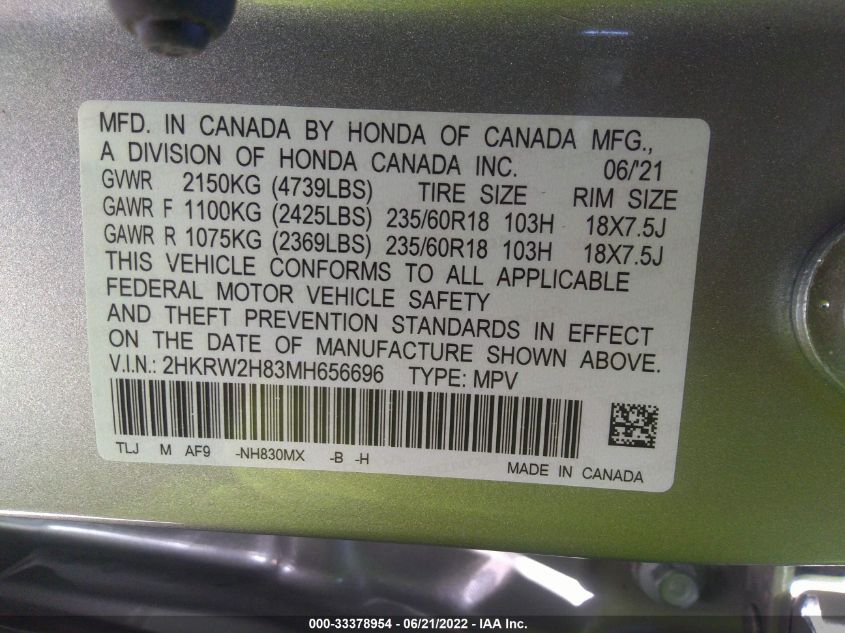 MFD. IN CANADA BY HONDA OF CANADA MFG.,
A DIVISION OF HONDA CANADA INC. 06/'21
GVWR 2150KG (4739LBS) TIRE SIZE RIM SIZE
GAWR F 1100KG (2425LBS) 235/60R18 103H 18X7.5J
GAWR R 1075KG (2369LBS) 235/60R18 103H 18X7.5J
THIS VEHICLE CONFORMS TO ALL APPLICABLE
FEDERAL MOTOR VEHICLE SAFETY
AND THEFT PREVENTION STANDARDS IN EFFECT
ON THE DATE OF MANUFACTURE SHOWN ABOVE.
V.I.N.: 2HKRW2H83MH656696 TYPE: MPV
TLJ M AF9 -NH830MX -B -H
MADE IN CANADA
000-33378954 - 06/21/2022 - IAA Inc.